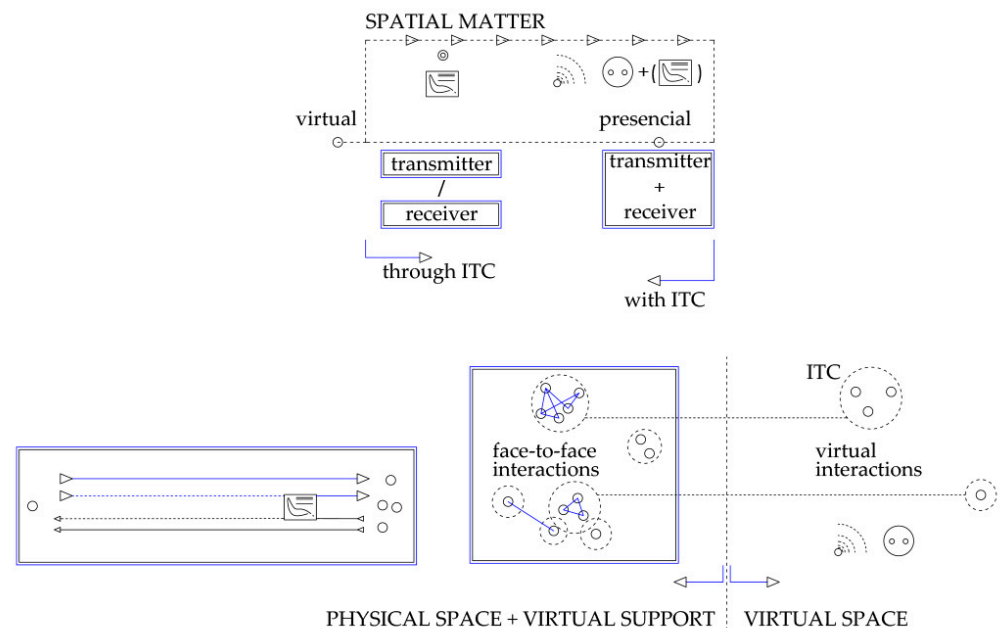 SPATIAL MATTER
+( )
virtual
presencial
transmitter
/
receiver
transmitter
+
receiver
through ITC
with ITC
ITC
face-to-face
interactions
virtual
interactions
PHYSICAL SPACE + VIRTUAL SUPPORT
VIRTUAL SPACE